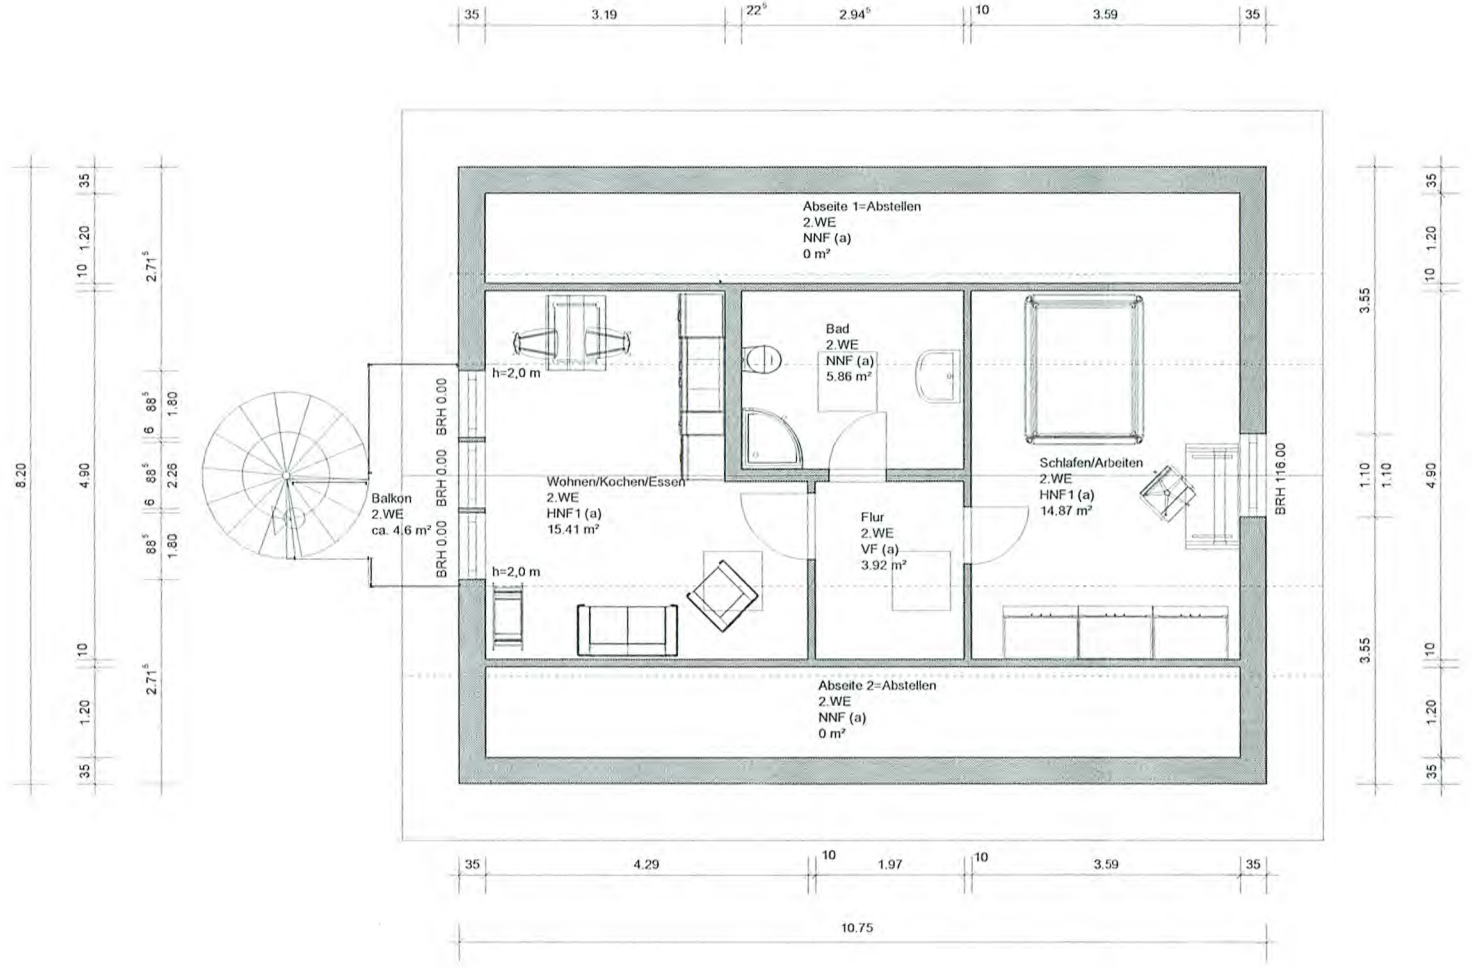 35 3.19 22⁵ 2.94⁵ 10 3.59 35
Abseite 1=Abstellen
2.WE
NNF (a)
0 m²
Bad
2.WE
NNF (a)
5.86 m²
h=2,0 m
BRH 0.00
BRH 0.00
BRH 0.00
Wohnen/Kochen/Essen
2.WE
HNF1 (a)
15.41 m²
Balkon
2.WE
ca. 4.6 m²
Flur
2.WE
VF (a)
3.92 m²
Schlafen/Arbeiten
2.WE
HNF1 (a)
14.87 m²
BRH 116.00
h=2,0 m
Abseite 2=Abstellen
2.WE
NNF (a)
0 m²
8.20
35 1.20 10 4.90 10 1.20 35
2.71⁵ 88⁵ 6 88⁵ 6 88⁵ 2.71⁵
1.80 2.26 1.80
3.55 1.10 3.55
1.10
35 1.20 10 4.90 10 1.20 35
35 4.29 10 1.97 10 3.59 35
10.75